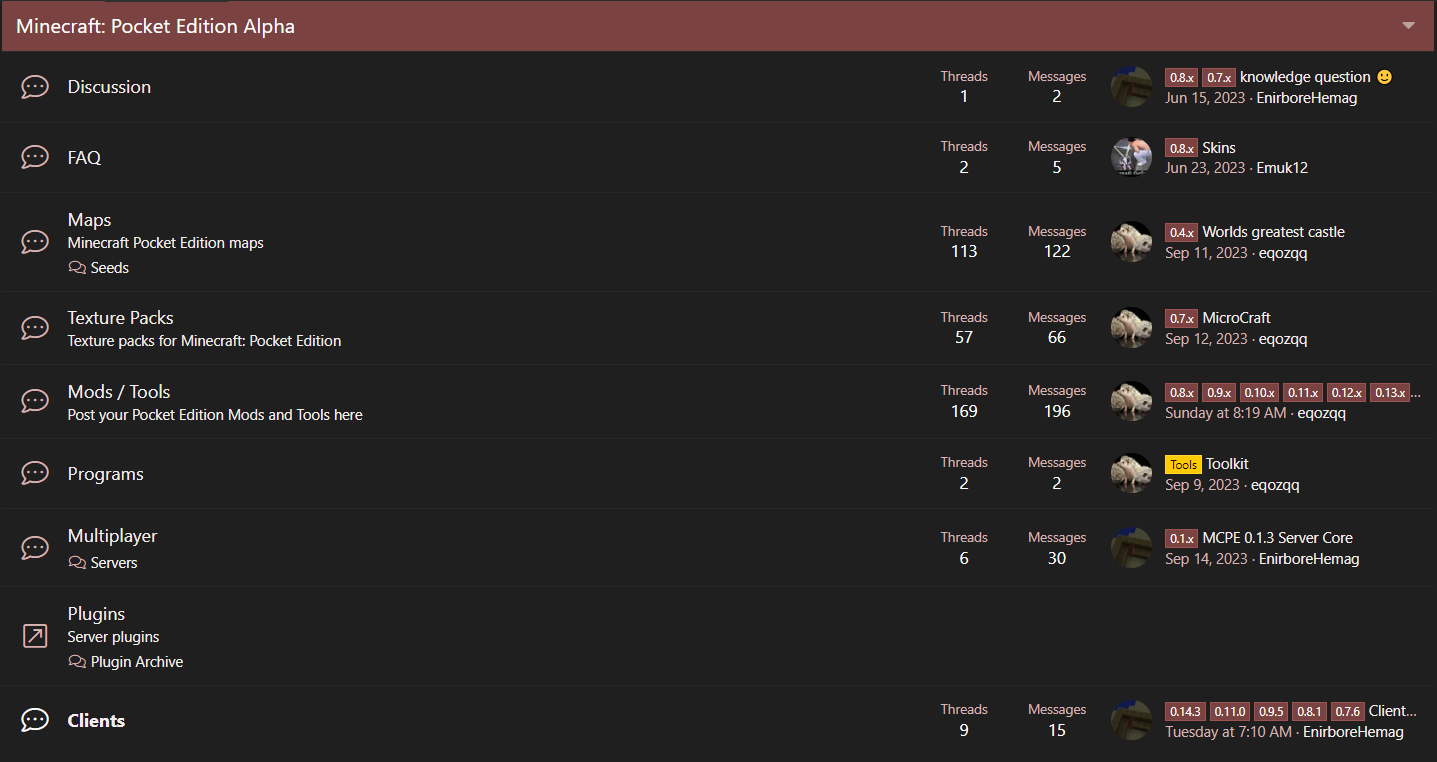 Minecraft: Pocket Edition Alpha
Discussion
Threads
1
Messages
2
0.8.x 0.7.x knowledge question 🙂
Jun 15, 2023 · EnirboreHemag
FAQ
Threads
2
Messages
5
0.8.x Skins
Jun 23, 2023 · Emuk12
Maps
Minecraft Pocket Edition maps
Seeds
Threads
113
Messages
122
0.4.x Worlds greatest castle
Sep 11, 2023 · eqozqq
Texture Packs
Texture packs for Minecraft: Pocket Edition
Threads
57
Messages
66
0.7.x MicroCraft
Sep 12, 2023 · eqozqq
Mods / Tools
Post your Pocket Edition Mods and Tools here
Threads
169
Messages
196
0.8.x 0.9.x 0.10.x 0.11.x 0.12.x 0.13.x ...
Sunday at 8:19 AM · eqozqq
Programs
Threads
2
Messages
2
Tools Toolkit
Sep 9, 2023 · eqozqq
Multiplayer
Servers
Threads
6
Messages
30
0.1.x MCPE 0.1.3 Server Core
Sep 14, 2023 · EnirboreHemag
Plugins
Server plugins
Plugin Archive
Clients
Threads
9
Messages
15
0.14.3 0.11.0 0.9.5 0.8.1 0.7.6 Client...
Tuesday at 7:10 AM · EnirboreHemag